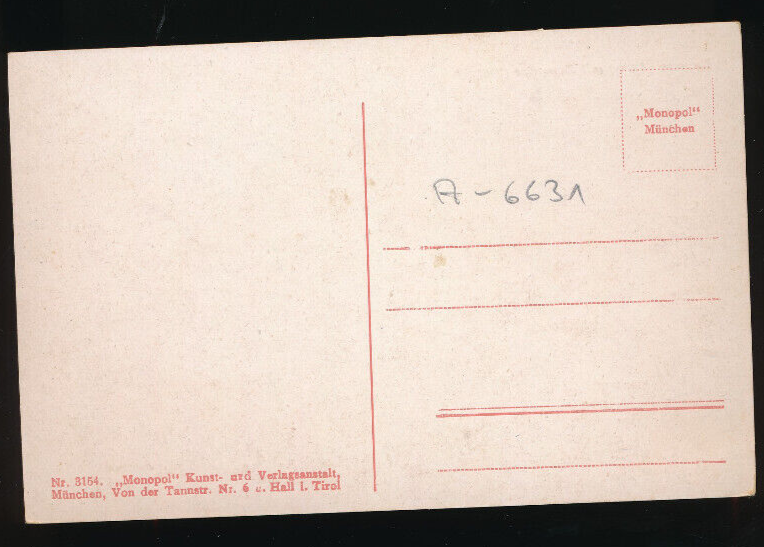 „Monopol“
München
A-6631
Nr. 3154. „Monopol“ Kunst- und Verlagsanstalt,
München, Von der Tannstr. Nr. 6 u. Hall i. Tirol